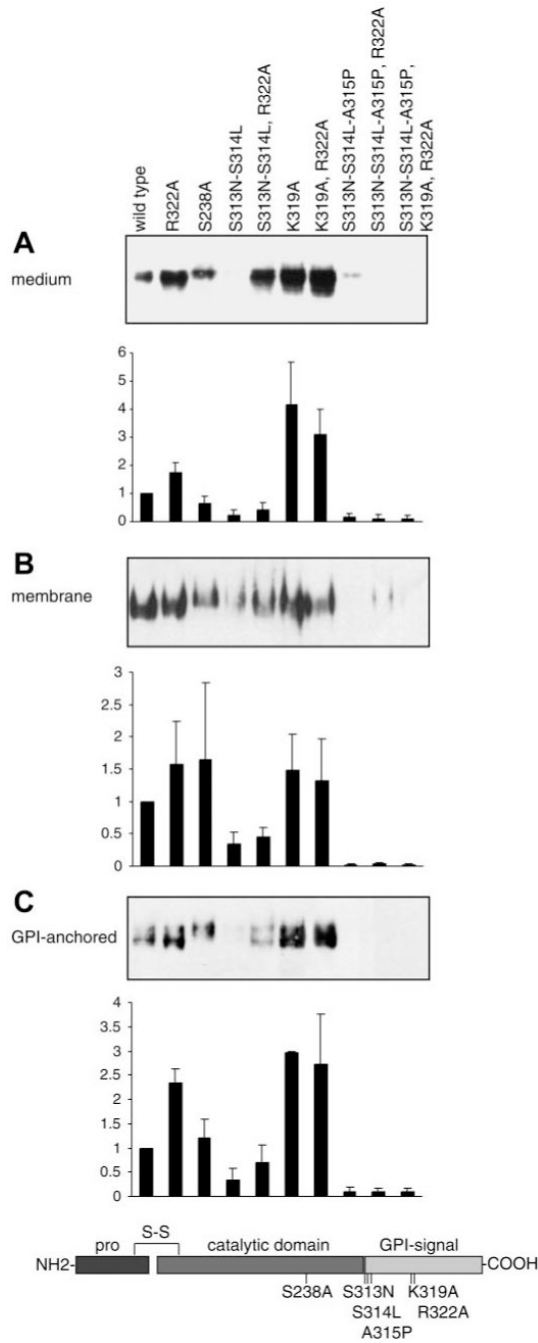 wild type
R322A
S238A
S313N-S314L
S313N-S314L, R322A
K319A
K319A, R322A
S313N-S314L-A315P
S313N-S314L-A315P, R322A
S313N-S314L-A315P,
K319A, R322A
A
medium
6
5
4
3
2
1
0
B
membrane
3
2.5
2
1.5
1
0.5
0
C
GPI-anchored
4
3.5
3
2.5
2
1.5
1
0.5
0
S-S
pro
catalytic domain
GPI-signal
NH2-
-COOH
S238A
S313N
K319A
S314L
R322A
A315P